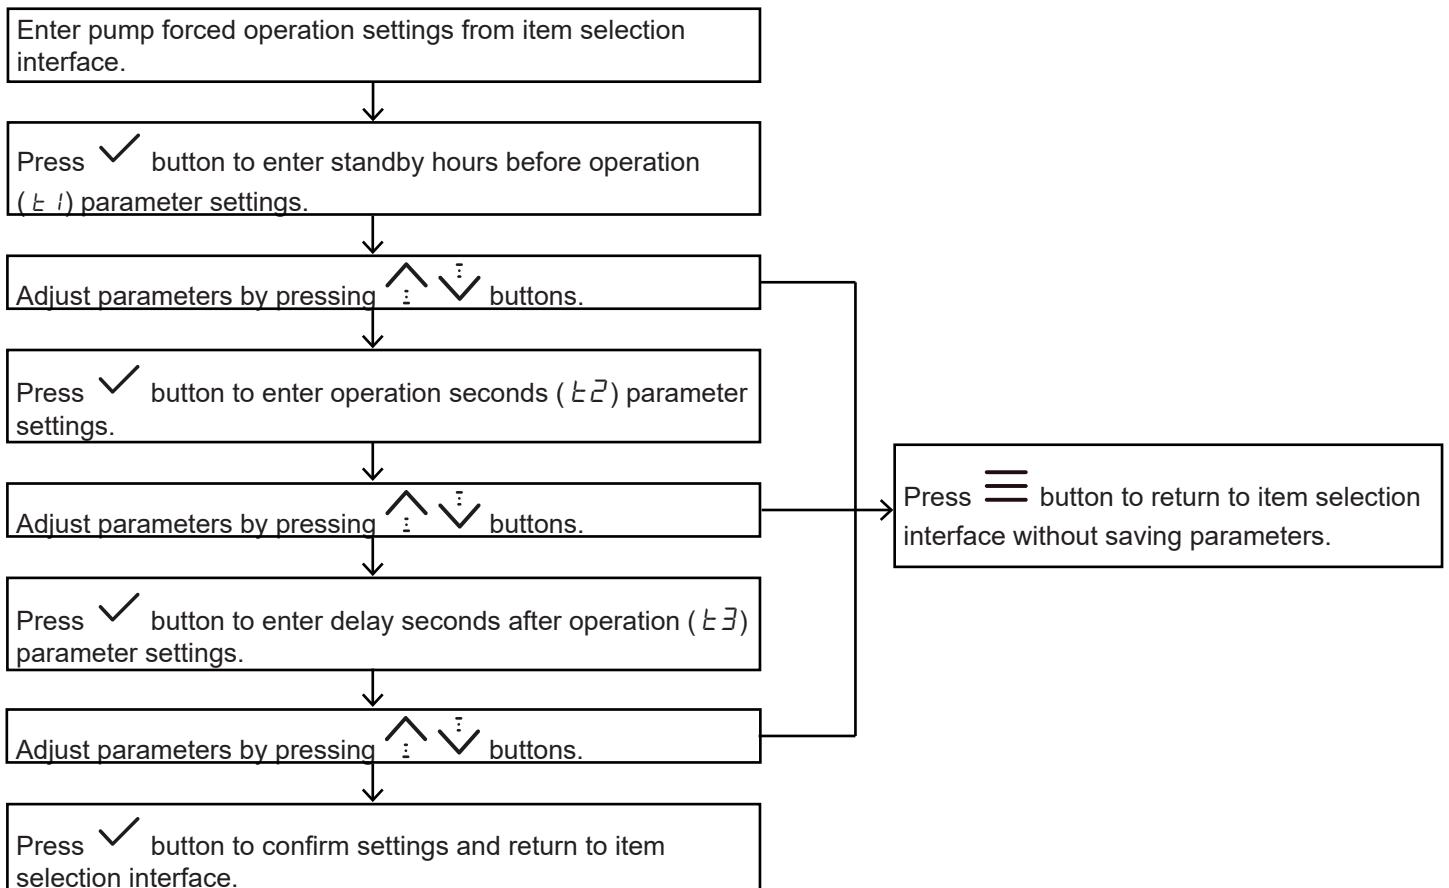 Enter pump forced operation settings from item selection
interface.
Press button to enter standby hours before operation
(t1) parameter settings.
Adjust parameters by pressing buttons.
Press button to enter operation seconds (t2) parameter
settings.
Adjust parameters by pressing buttons.
Press button to enter delay seconds after operation (t3)
parameter settings.
Adjust parameters by pressing buttons.
Press button to confirm settings and return to item
selection interface.
Press button to return to item selection
interface without saving parameters.